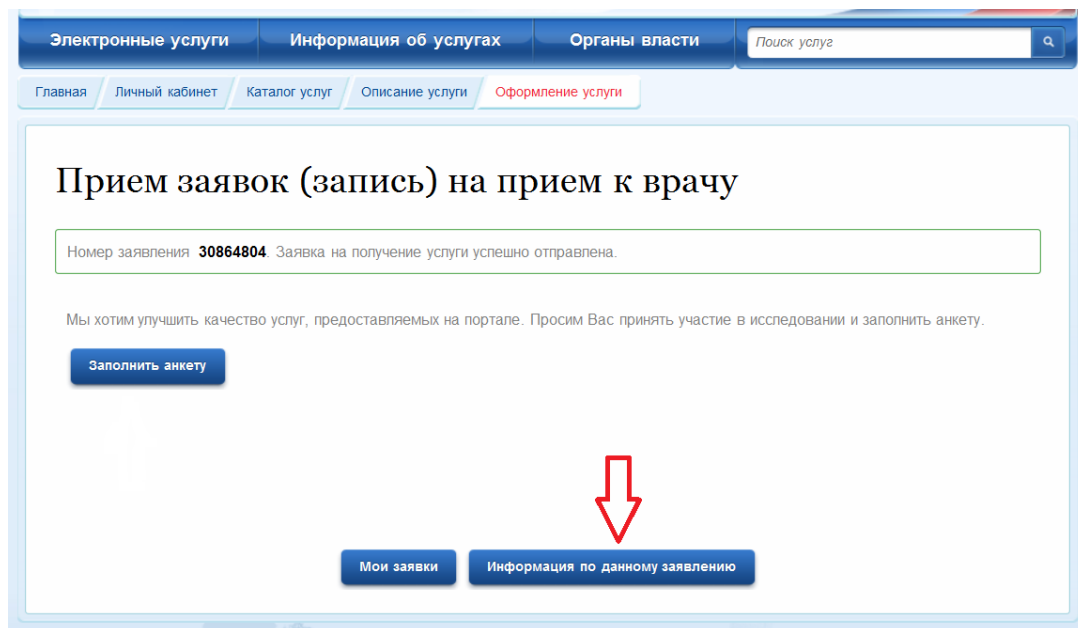 Электронные услуги Информация об услугах Органы власти Поиск услуг
Главная Личный кабинет Каталог услуг Описание услуги Оформление услуги
Прием заявок (запись) на прием к врачу
Номер заявления 30864804. Заявка на получение услуги успешно отправлена.
Мы хотим улучшить качество услуг, предоставляемых на портале. Просим Вас принять участие в исследовании и заполнить анкету.
Заполнить анкету
Мои заявки Информация по данному заявлению